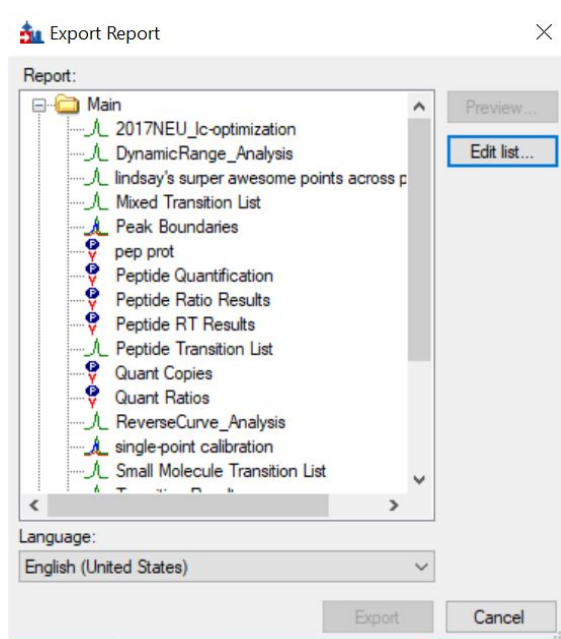 Export Report
Report:
Main
Preview...
2017NEU_lc-optimization
DynamicRange_Analysis
Edit list...
lindsay's surper awesome points across p
Mixed Transition List
Peak Boundaries
pep prot
Peptide Quantification
Peptide Ratio Results
Peptide RT Results
Peptide Transition List
Quant Copies
Quant Ratios
ReverseCurve_Analysis
single-point calibration
Small Molecule Transition List
Language:
English (United States)
Export
Cancel